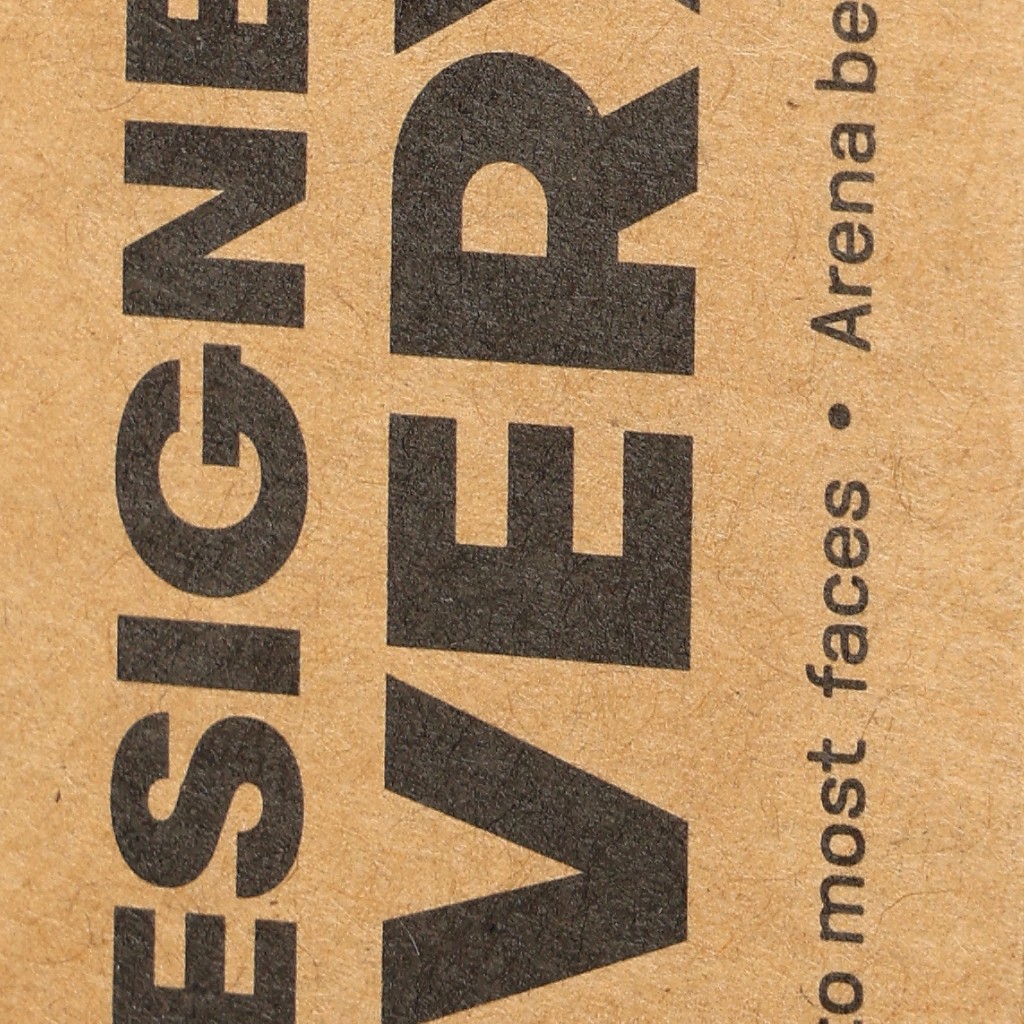 ESIGNE
VERY
to most faces • Arena be